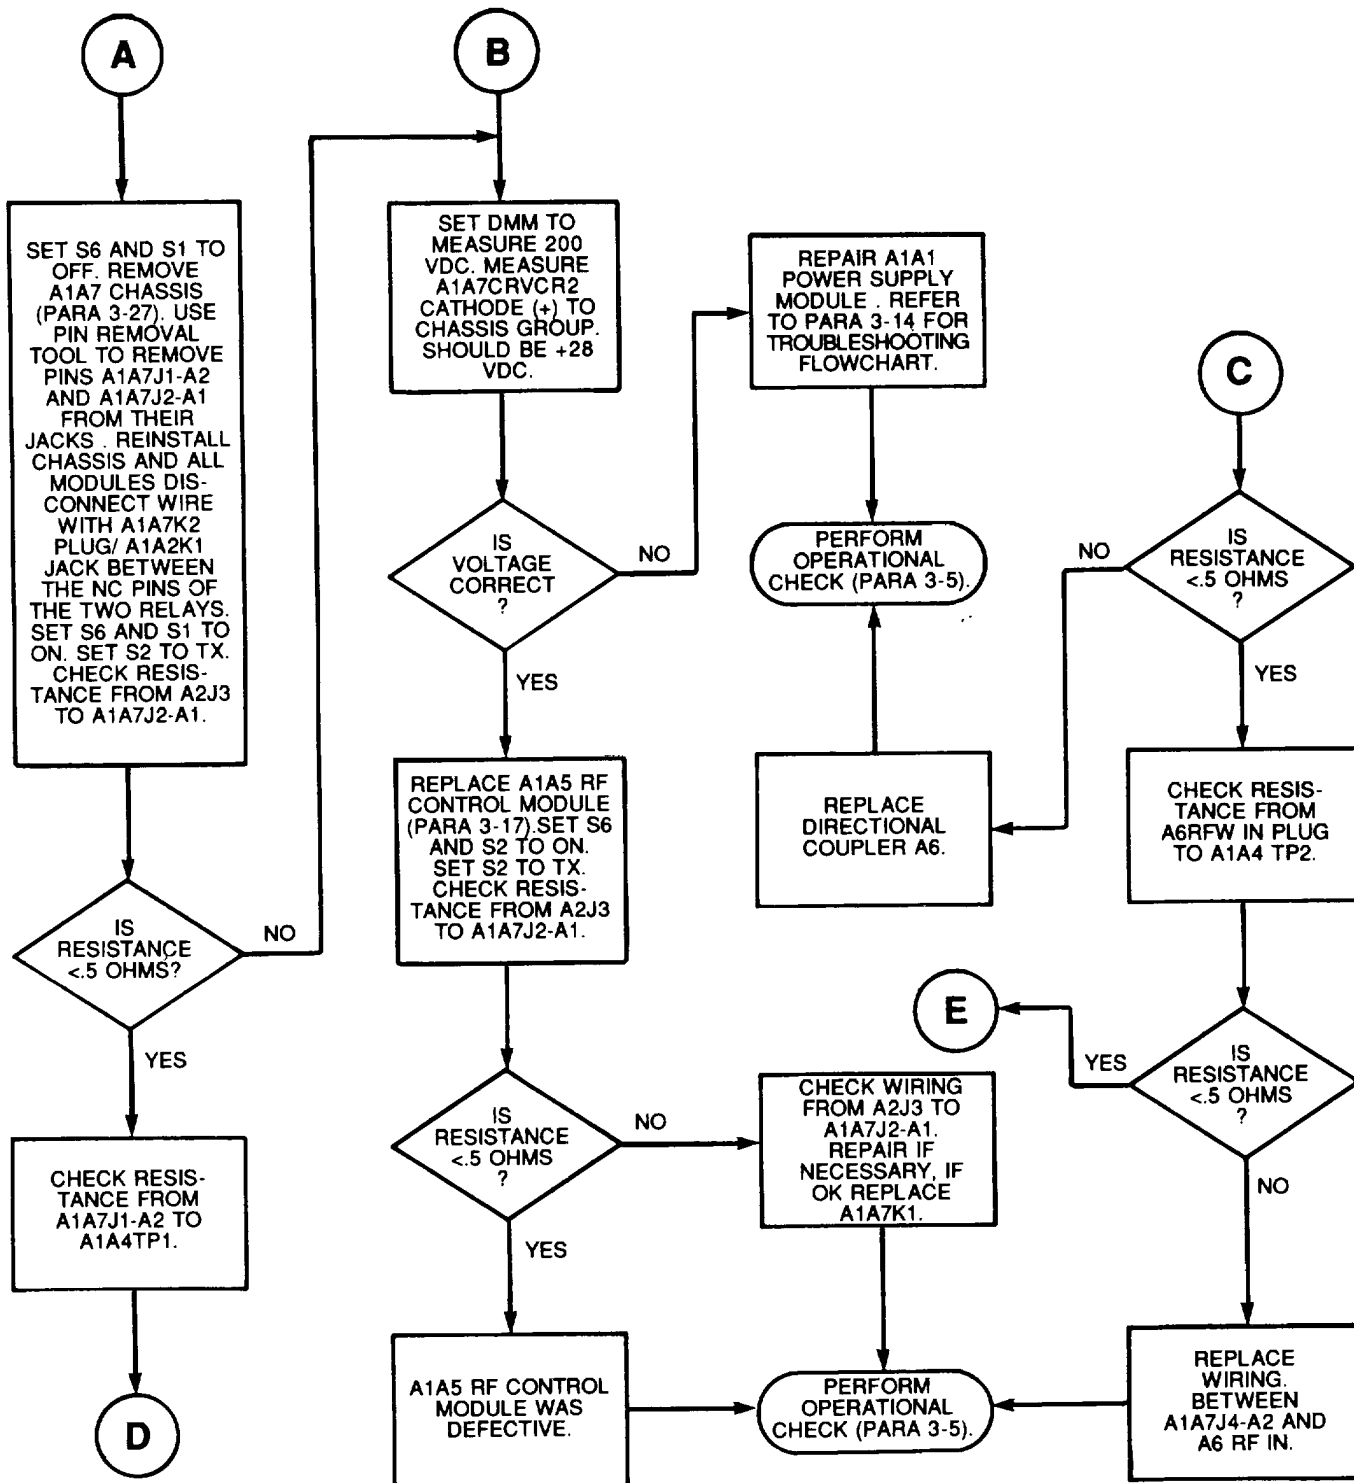 A
SET S6 AND S1 TO
OFF. REMOVE
A1A7 CHASSIS
(PARA 3-27). USE
PIN REMOVAL
TOOL TO REMOVE
PINS A1A7J1-A2
AND A1A7J2-A1
FROM THEIR
JACKS . REINSTALL
CHASSIS AND ALL
MODULES DIS-
CONNECT WIRE
WITH A1A7K2
PLUG/ A1A2K1
JACK BETWEEN
THE NC PINS OF
THE TWO RELAYS.
SET S6 AND S1 TO
ON. SET S2 TO TX.
CHECK RESIS-
TANCE FROM A2J3
TO A1A7J2-A1.
IS
RESISTANCE
<.5 OHMS?
NO
YES
CHECK RESIS-
TANCE FROM
A1A7J1-A2 TO
A1A4TP1.
D
B
SET DMM TO
MEASURE 200
VDC. MEASURE
A1A7CRVCR2
CATHODE (+) TO
CHASSIS GROUP.
SHOULD BE +28
VDC.
IS
VOLTAGE
CORRECT
?
NO
YES
REPAIR A1A1
POWER SUPPLY
MODULE . REFER
TO PARA 3-14 FOR
TROUBLESHOOTING
FLOWCHART.
PERFORM
OPERATIONAL
CHECK (PARA 3-5).
REPLACE A1A5 RF
CONTROL MODULE
(PARA 3-17).SET S6
AND S2 TO ON.
SET S2 TO TX.
CHECK RESIS-
TANCE FROM A2J3
TO A1A7J2-A1.
IS
RESISTANCE
<.5 OHMS
?
NO
YES
CHECK WIRING
FROM A2J3 TO
A1A7J2-A1.
REPAIR IF
NECESSARY, IF
OK REPLACE
A1A7K1.
A1A5 RF CONTROL
MODULE WAS
DEFECTIVE.
PERFORM
OPERATIONAL
CHECK (PARA 3-5).
C
IS
RESISTANCE
<.5 OHMS
?
NO
YES
REPLACE
DIRECTIONAL
COUPLER A6.
CHECK RESIS-
TANCE FROM
A6RFW IN PLUG
TO A1A4 TP2.
IS
RESISTANCE
<.5 OHMS
?
YES
E
NO
REPLACE
WIRING.
BETWEEN
A1A7J4-A2 AND
A6 RF IN.